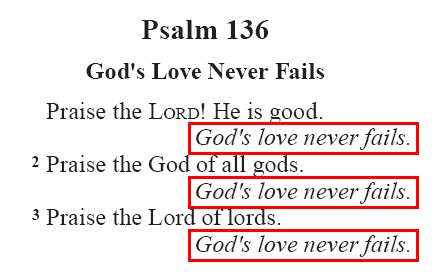 Psalm 136
God's Love Never Fails
Praise the LORD! He is good.
God's love never fails.
2 Praise the God of all gods.
God's love never fails.
3 Praise the Lord of lords.
God's love never fails.